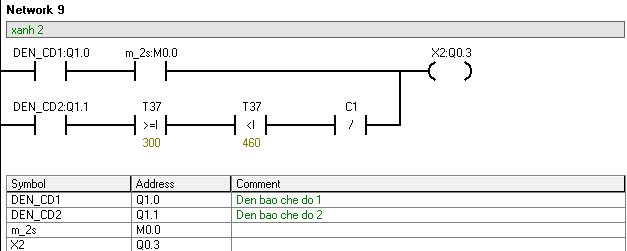 Network 9
xanh 2
DEN_CD1:Q1.0 m_2s:M0.0 X2:Q0.3
DEN_CD2:Q1.1 T37 T37 C1
>=I <I /
300 460
Symbol Address Comment
DEN_CD1 Q1.0 Den bao che do 1
DEN_CD2 Q1.1 Den bao che do 2
m_2s M0.0
X2 Q0.3